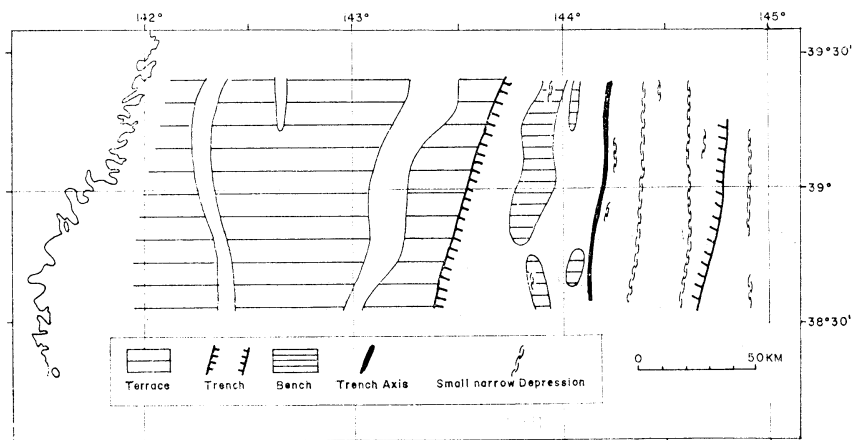 142° 143° 144° 145°
39°30'
39°
38°30'
Terrace Trench Bench Trench Axis Small narrow Depression
0 50KM